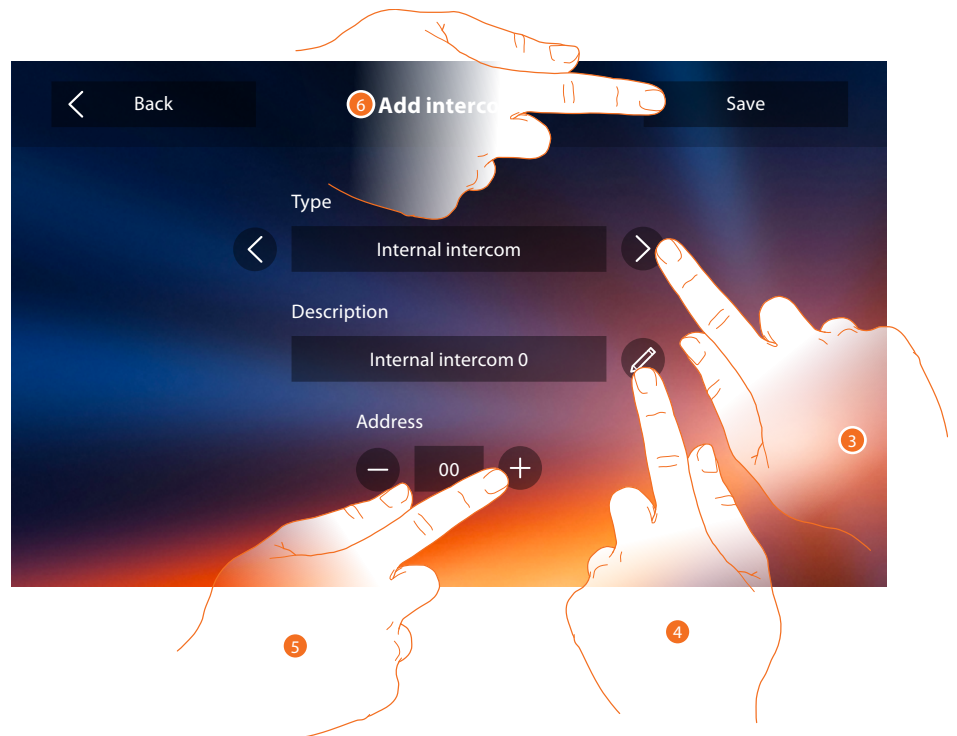 Back
6
Add interco
Save
Type
Internal intercom
Description
Internal intercom 0
Address
00
3
4
5